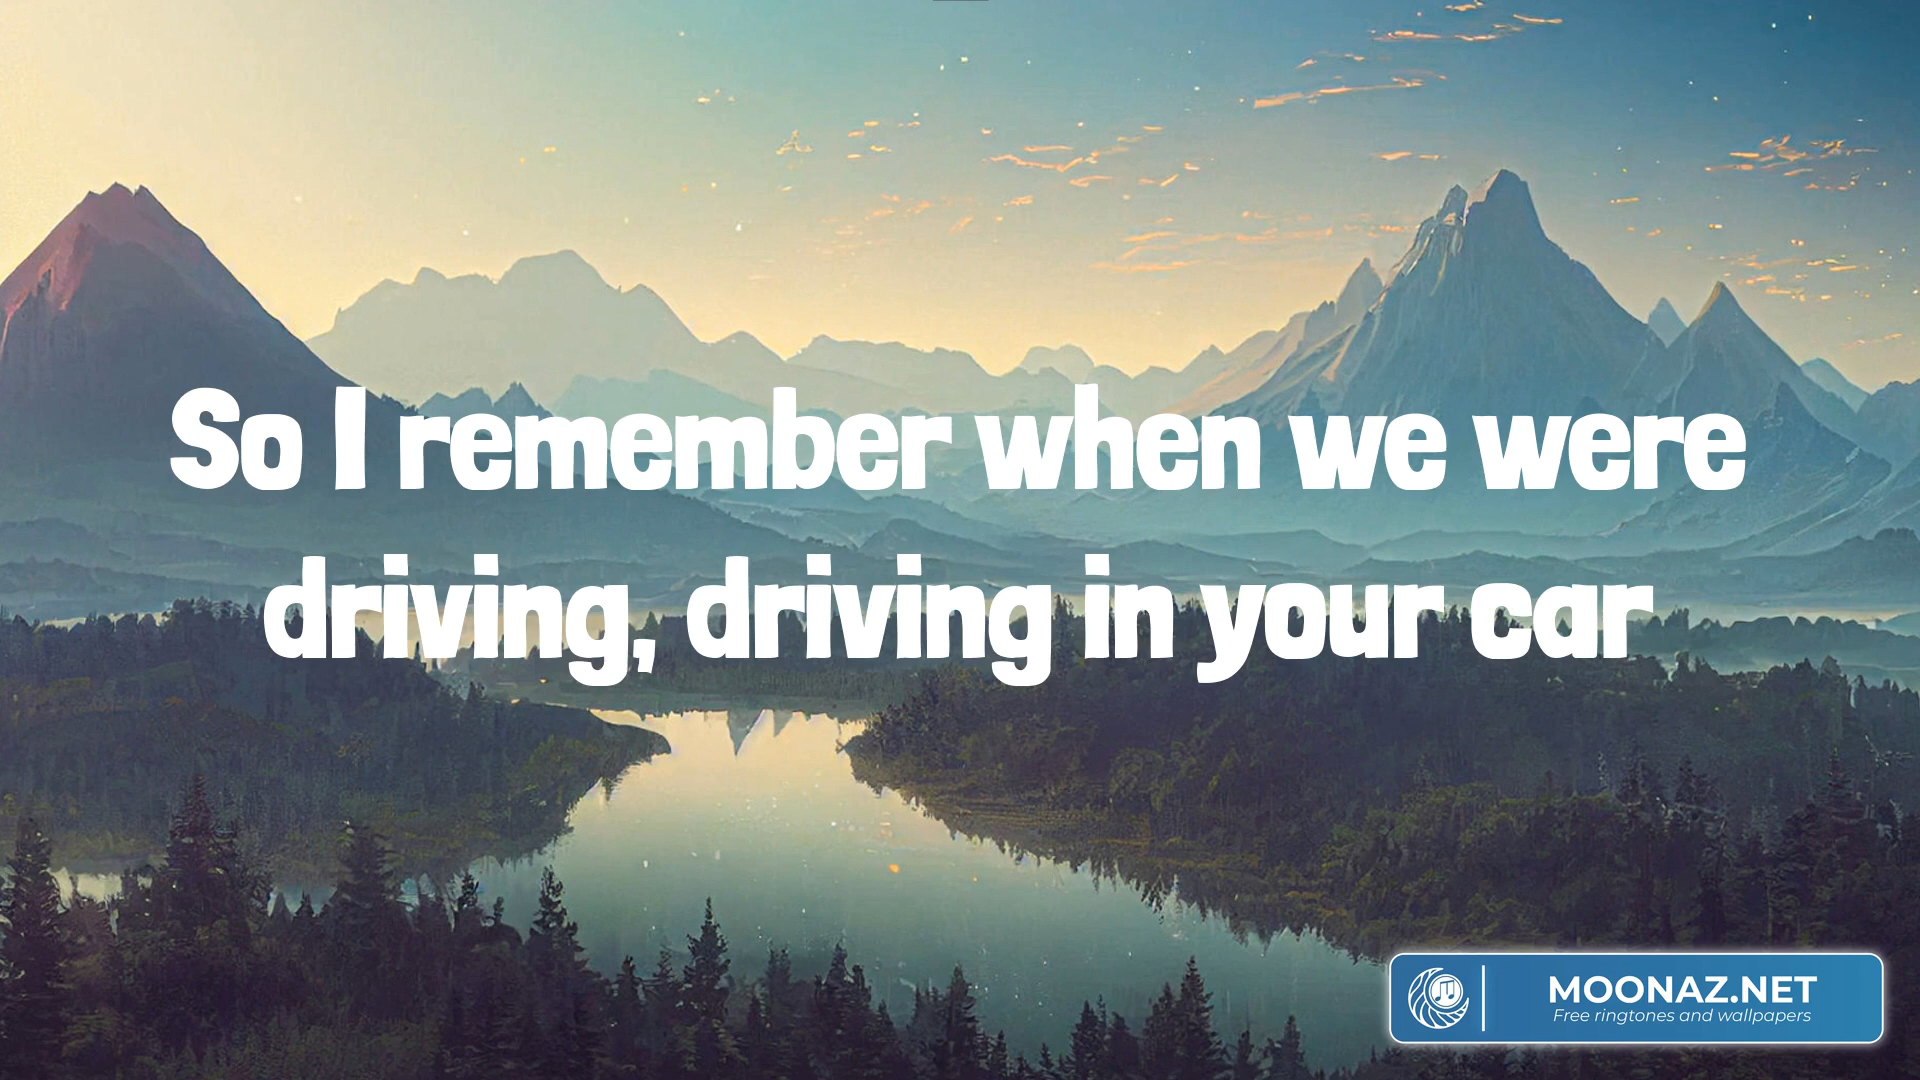 So I remember when we were
driving, driving in your car
MOONAZ.NET
Free ringtones and wallpapers